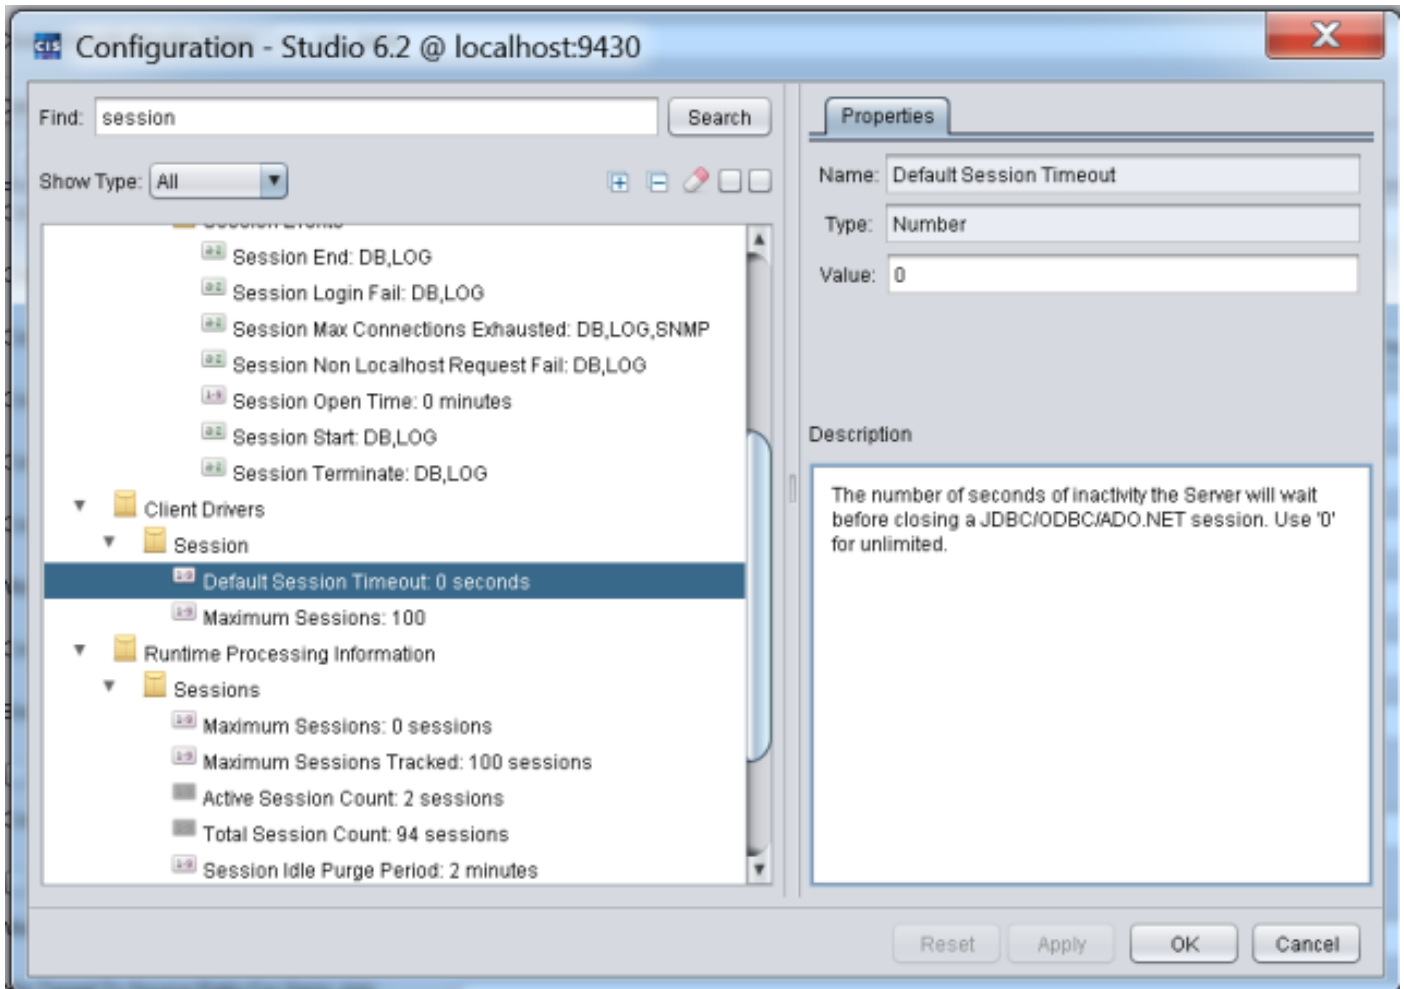 CIS Configuration - Studio 6.2 @ localhost:9430
Find: session Search
Show Type: All
Session Events
Session End: DB,LOG
Session Login Fail: DB,LOG
Session Max Connections Exhausted: DB,LOG,SNMP
Session Non Localhost Request Fail: DB,LOG
Session Open Time: 0 minutes
Session Start: DB,LOG
Session Terminate: DB,LOG
Client Drivers
Session
Default Session Timeout: 0 seconds
Maximum Sessions: 100
Runtime Processing Information
Sessions
Maximum Sessions: 0 sessions
Maximum Sessions Tracked: 100 sessions
Active Session Count: 2 sessions
Total Session Count: 94 sessions
Session Idle Purge Period: 2 minutes
Properties
Name: Default Session Timeout
Type: Number
Value: 0
Description
The number of seconds of inactivity the Server will wait
before closing a JDBC/ODBC/ADO.NET session. Use '0'
for unlimited.
Reset Apply OK Cancel